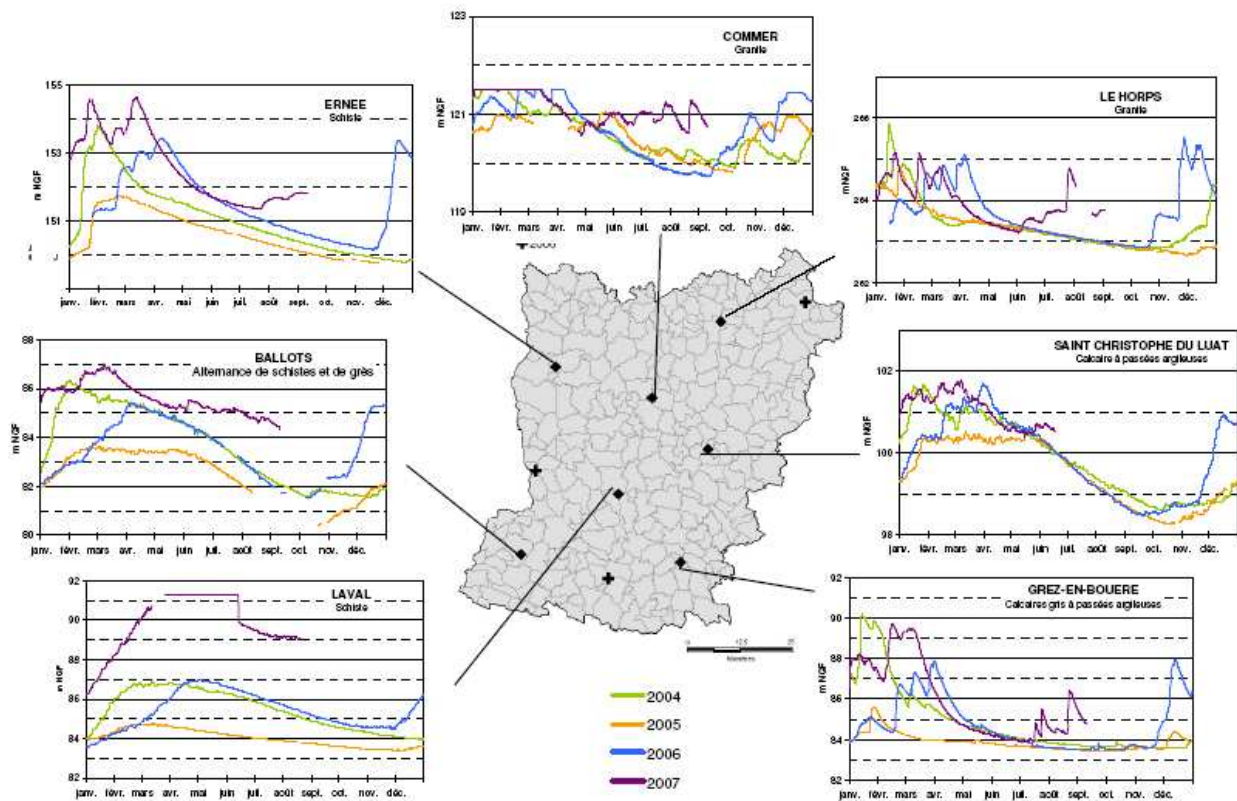 ERNEE
Schiste
m NGF
155
153
151
janv. févr. mars avr. mai juin juil. août sept. oct. nov. déc.
COMMER
Granite
m NGF
123
121
119
janv. févr. mars avr. mai juin juil. août sept. oct. nov. déc.
LE HORPS
Granite
m NGF
266
264
262
janv. févr. mars avr. mai juin juil. août sept. oct. nov. déc.
BALLOTS
Alternance de schistes et de grès
m NGF
88
86
84
82
80
janv. févr. mars avr. mai juin juil. août sept. oct. nov. déc.
SAINT CHRISTOPHE DU LUAT
Calcaire à passées argileuses
m NGF
102
100
98
janv. févr. mars avr. mai juin juil. août sept. oct. nov. déc.
LAVAL
Schiste
m NGF
92
90
88
86
84
82
janv. févr. mars avr. mai juin juil. août sept. oct. nov. déc.
GREZ-EN-BOUERE
Calcaires gris à passées argileuses
m NGF
92
90
88
86
84
82
janv. févr. mars avr. mai juin juil. août sept. oct. nov. déc.
0 12,5 25
2004
2005
2006
2007